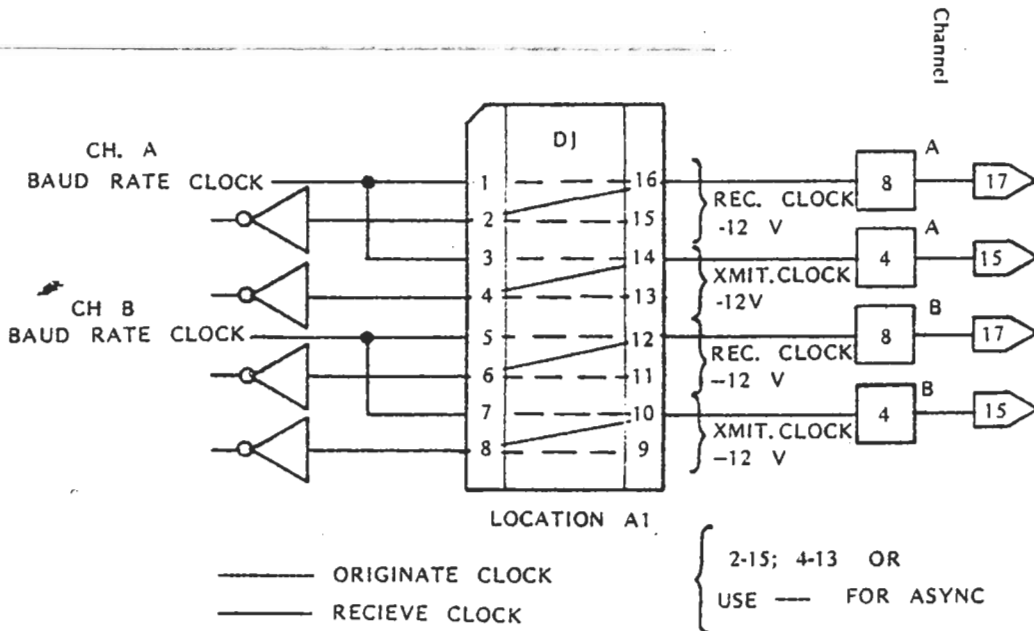 Channel
CH. A
BAUD RATE CLOCK
DJ
1 16
2 15
3 14
4 13
5 12
6 11
7 10
8 9
REC. CLOCK
-12 V
XMIT.CLOCK
-12V
REC. CLOCK
–12 V
XMIT.CLOCK
–12 V
A
8 17
A
4 15
B
8 17
B
4 15
CH B
BAUD RATE CLOCK
LOCATION A1
ORIGINATE CLOCK
RECIEVE CLOCK
2-15; 4-13 OR
USE --- FOR ASYNC